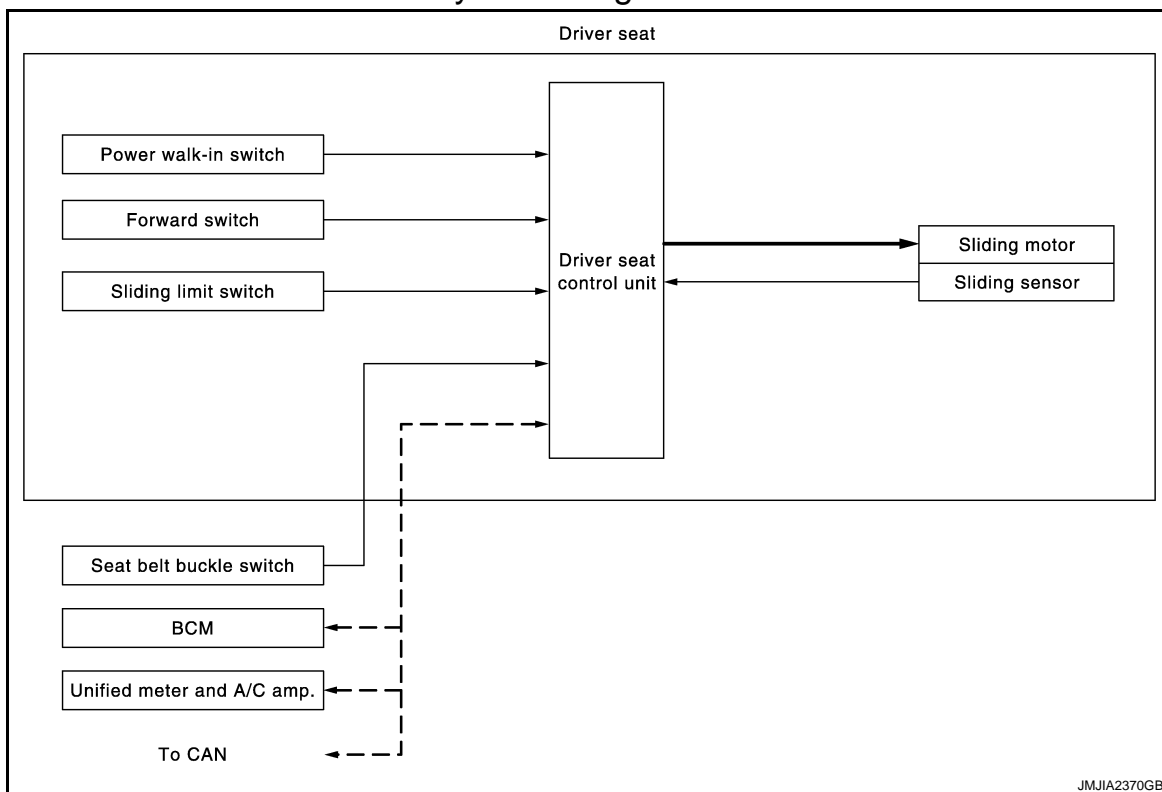 Driver seat
Power walk-in switch
Forward switch
Sliding limit switch
Driver seat
control unit
Sliding motor
Sliding sensor
Seat belt buckle switch
BCM
Unified meter and A/C amp.
To CAN
JMJIA2370GB